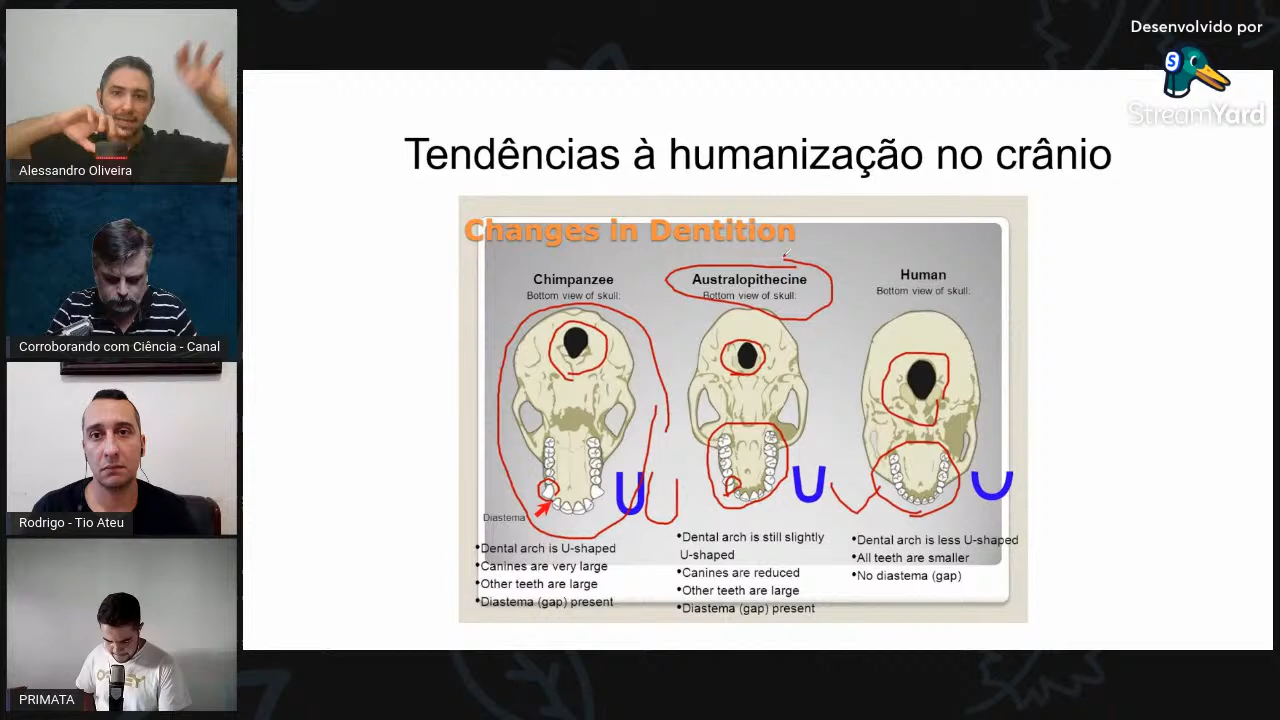 Desenvolvido por
S
StreamYard
Alessandro Oliveira
Corroborando com Ciência - Canal
Rodrigo - Tio Ateu
PRIMATA
Tendências à humanização no crânio
Changes in Dentition
Chimpanzee
Bottom view of skull:
Diastema
•Dental arch is U-shaped
•Canines are very large
•Other teeth are large
•Diastema (gap) present
Australopithecine
Bottom view of skull:
•Dental arch is still slightly
U-shaped
•Canines are reduced
•Other teeth are large
•Diastema (gap) present
Human
Bottom view of skull:
•Dental arch is less U-shaped
•All teeth are smaller
•No diastema (gap)